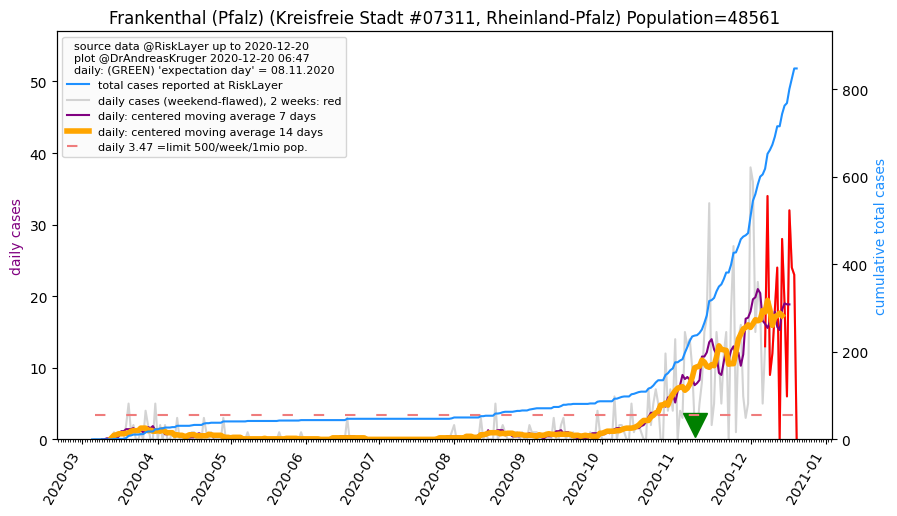 Frankenthal (Pfalz) (Kreisfreie Stadt #07311, Rheinland-Pfalz) Population=48561
source data @RiskLayer up to 2020-12-20
plot @DrAndreasKruger 2020-12-20 06:47
daily: (GREEN) 'expectation day' = 08.11.2020
total cases reported at RiskLayer
daily cases (weekend-flawed), 2 weeks: red
daily: centered moving average 7 days
daily: centered moving average 14 days
daily 3.47 =limit 500/week/1mio pop.
daily cases
50
40
30
20
10
0
cumulative total cases
800
600
400
200
0
2020-03
2020-04
2020-05
2020-06
2020-07
2020-08
2020-09
2020-10
2020-11
2020-12
2021-01